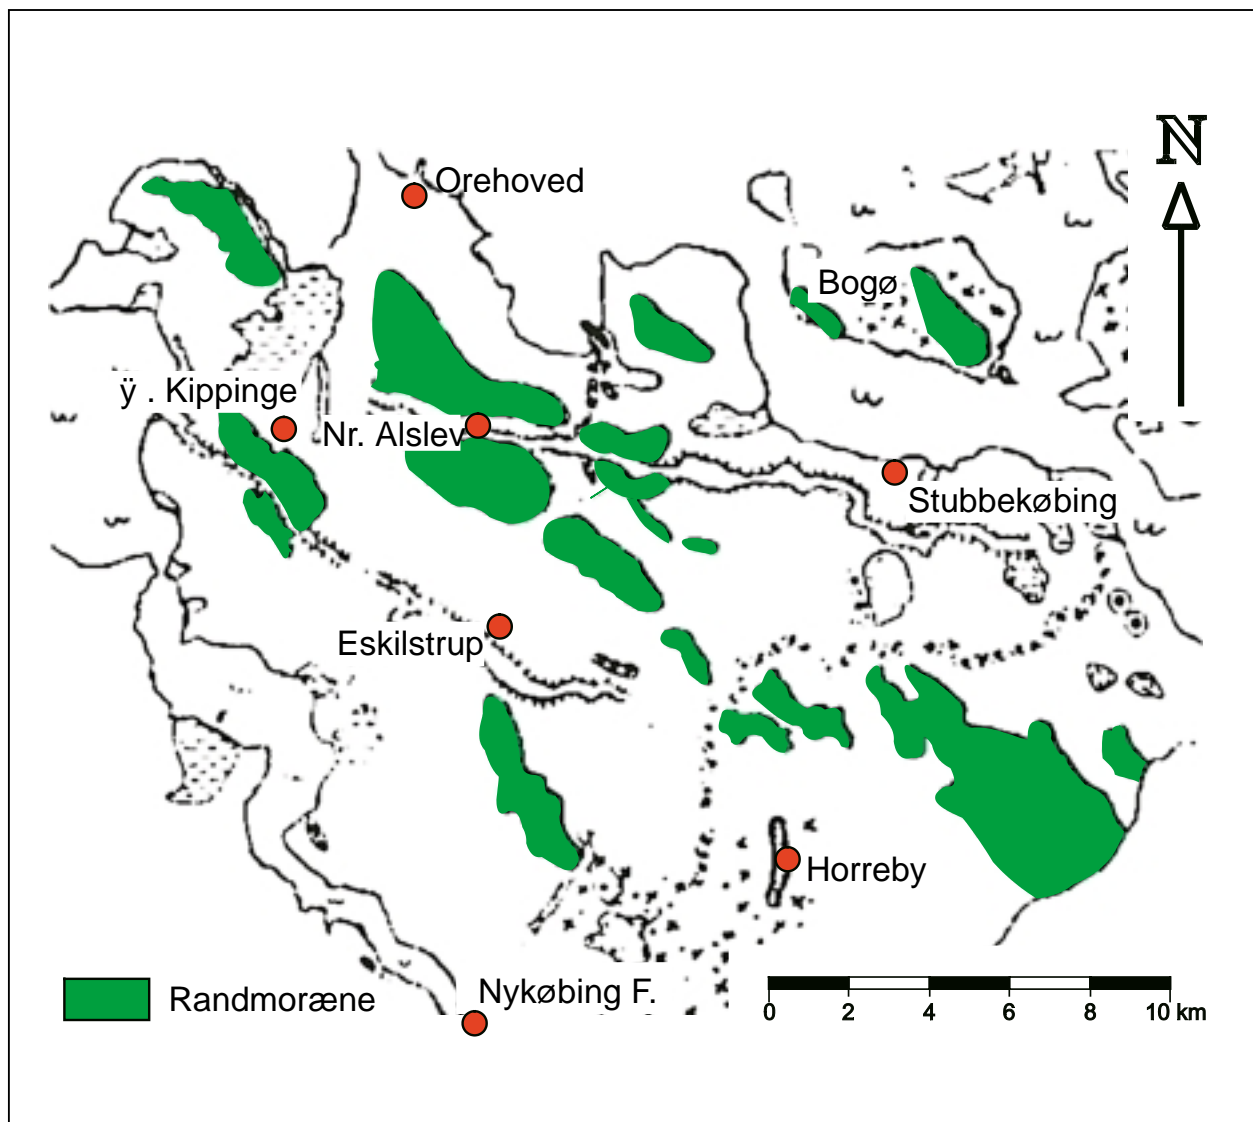 N
Orehoved
Bogø
ÿ . Kippinge
Nr. Alslev
Stubbekøbing
Eskilstrup
Horreby
Randmoræne
Nykøbing F.
0 2 4 6 8 10 km